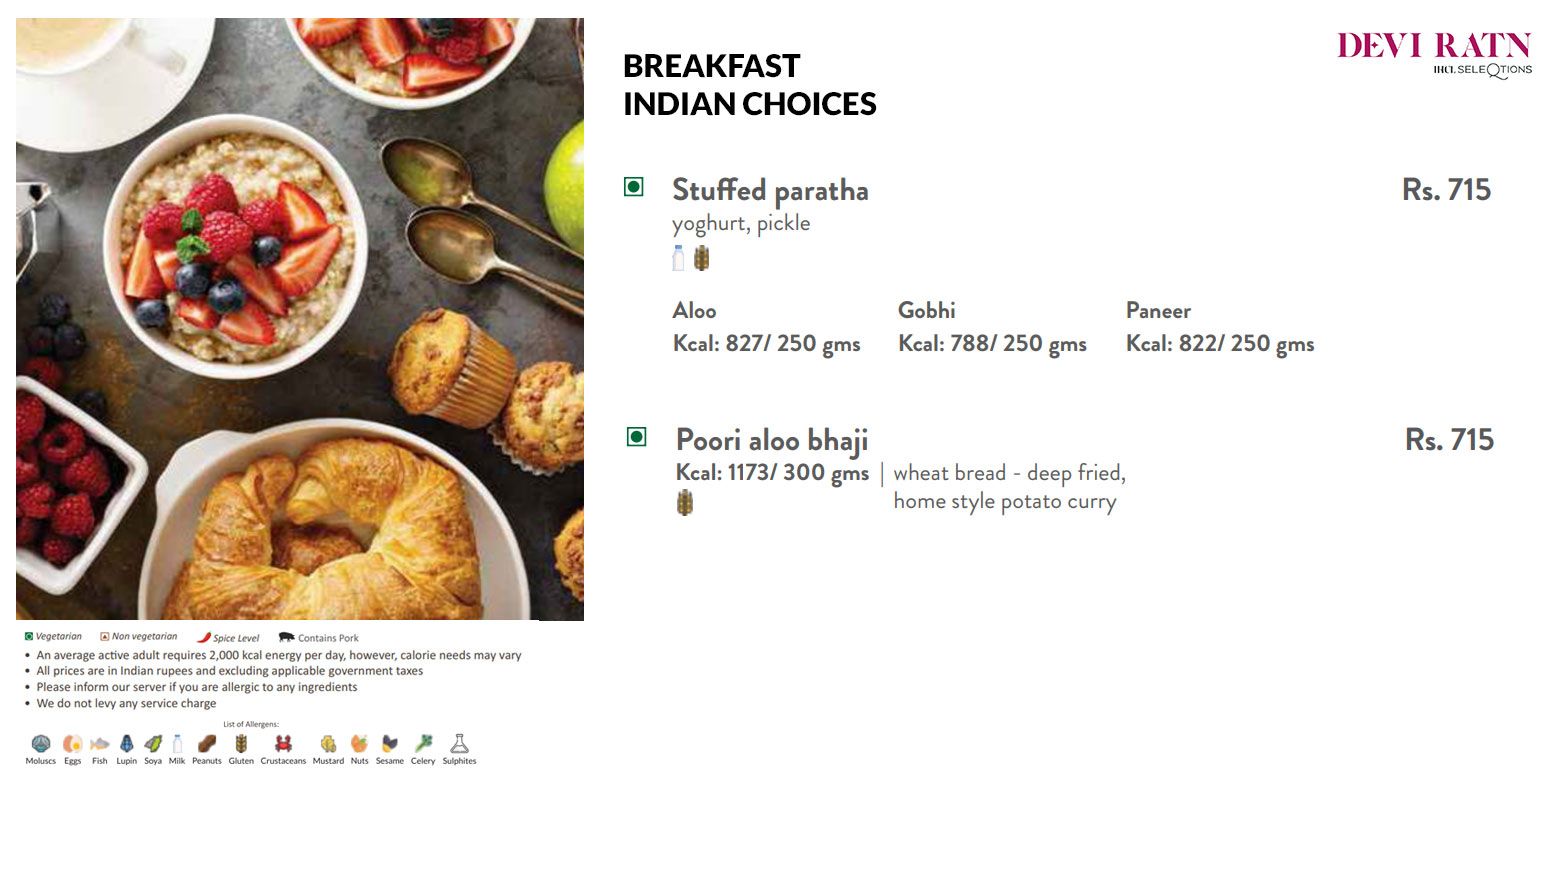 DEVI RATN
IHCL SELEQTIONS
BREAKFAST
INDIAN CHOICES
Stuffed paratha Rs. 715
yoghurt, pickle
Aloo Gobhi Paneer
Kcal: 827/ 250 gms Kcal: 788/ 250 gms Kcal: 822/ 250 gms
Poori aloo bhaji Rs. 715
Kcal: 1173/ 300 gms | wheat bread - deep fried,
home style potato curry
Vegetarian Non vegetarian Spice Level Contains Pork
• An average active adult requires 2,000 kcal energy per day, however, calorie needs may vary
• All prices are in Indian rupees and excluding applicable government taxes
• Please inform our server if you are allergic to any ingredients
• We do not levy any service charge
List of Allergens:
Moluscs Eggs Fish Lupin Soya Milk Peanuts Gluten Crustaceans Mustard Nuts Sesame Celery Sulphites